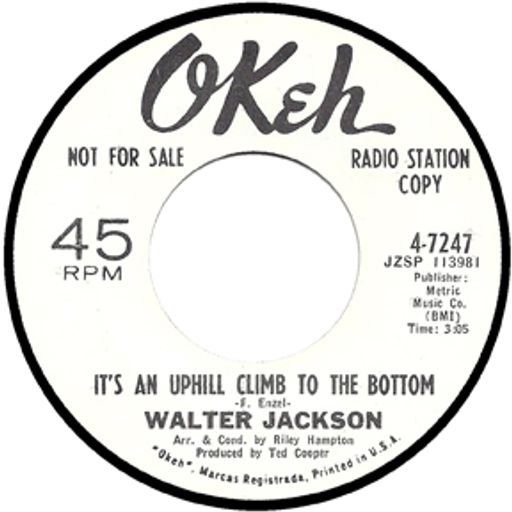 OKeh
NOT FOR SALE
RADIO STATION
COPY
45
RPM
4-7247
JZSP 113981
Publisher:
Metric
Music Co.
(BMI)
Time: 3:05
IT'S AN UPHILL CLIMB TO THE BOTTOM
-F. Enzel-
WALTER JACKSON
Arr. & Cond. by Riley Hampton
Produced by Ted Cooper
"Okeh", Marcas Registrada, Printed in U.S.A.